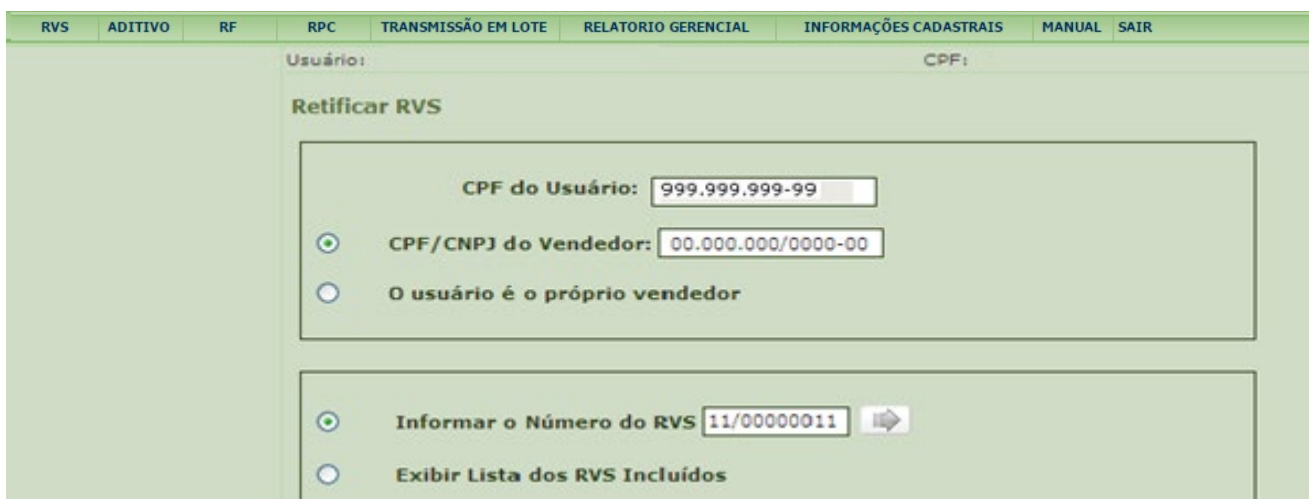 RVS ADITIVO RF RPC TRANSMISSÃO EM LOTE RELATORIO GERENCIAL INFORMAÇÕES CADASTRAIS MANUAL SAIR
Usuário: CPF:
Retificar RVS
CPF do Usuário: 999.999.999-99
CPF/CNPJ do Vendedor: 00.000.000/0000-00
O usuário é o próprio vendedor
Informar o Número do RVS 11/00000011
Exibir Lista dos RVS Incluídos